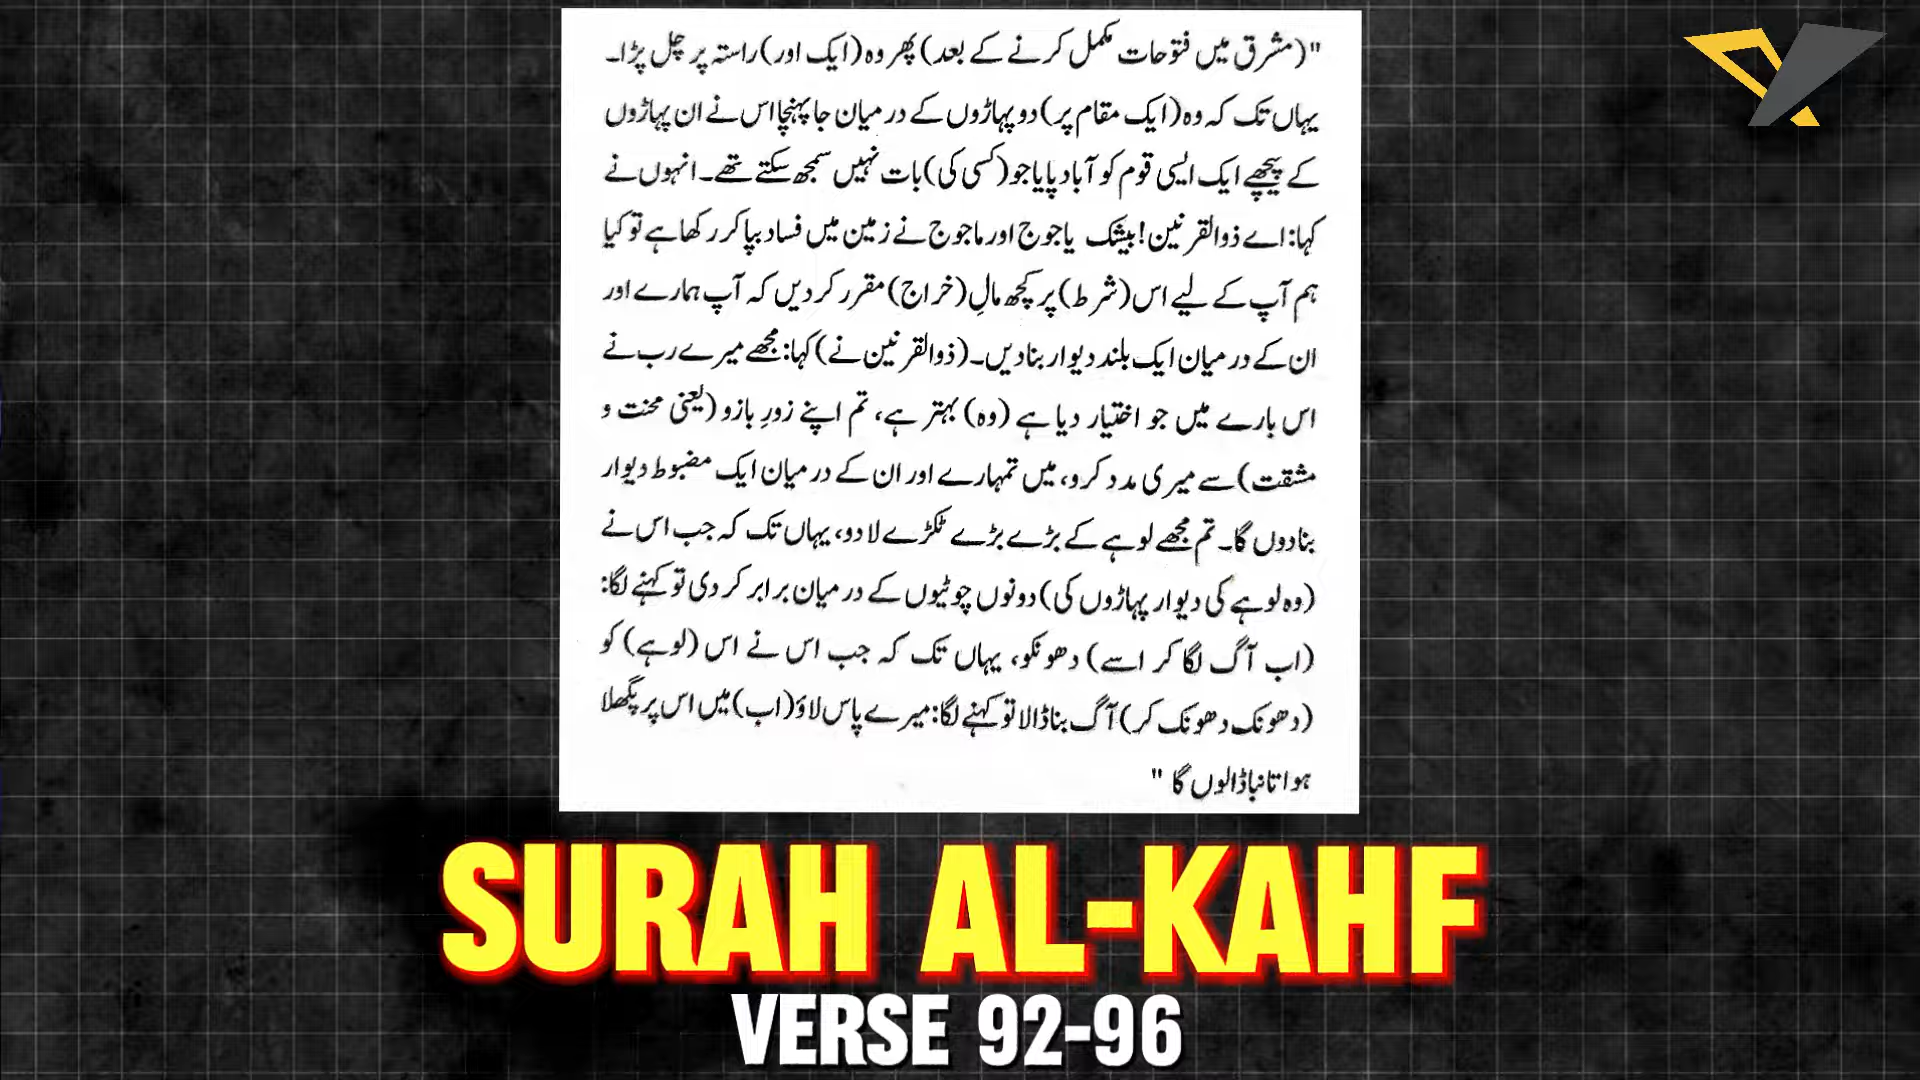 "(مشرق میں فتوحات مکمل کرنے کے بعد) پھر وہ (ایک اور) راستہ پر چل پڑا۔
یہاں تک کہ وہ (ایک مقام پر) دو پہاڑوں کے درمیان جا پہنچا اس نے ان پہاڑوں
کے پیچھے ایک ایسی قوم کو آباد پایا جو (کسی کی) بات نہیں سمجھ سکتے تھے۔ انہوں نے
کہا: اے ذوالقرنین! بیشک یاجوج اور ماجوج نے زمین میں فساد بپا کر رکھا ہے تو کیا
ہم آپ کے لیے اس (شرط) پر کچھ مالِ (خراج) مقرر کر دیں کہ آپ ہمارے اور
ان کے درمیان ایک بلند دیوار بنا دیں۔ (ذوالقرنین نے) کہا: مجھے میرے رب نے
اس بارے میں جو اختیار دیا ہے (وہ) بہتر ہے، تم اپنے زورِ بازو (یعنی محنت و
مشقت) سے میری مدد کرو، میں تمہارے اور ان کے درمیان ایک مضبوط دیوار
بنا دوں گا۔ تم مجھے لوہے کے بڑے بڑے ٹکڑے لا دو، یہاں تک کہ جب اس نے
(وہ لوہے کی دیوار پہاڑوں کی) دونوں چوٹیوں کے درمیان برابر کر دی تو کہنے لگا:
(اب آگ لگا کر اسے) دھونکو، یہاں تک کہ جب اس نے اس (لوہے) کو
(دھونک دھونک کر) آگ بنا ڈالا تو کہنے لگا: میرے پاس لاؤ (اب) میں اس پر پگھلا
ہوا تانبا ڈالوں گا "
SURAH AL-KAHF
VERSE 92-96